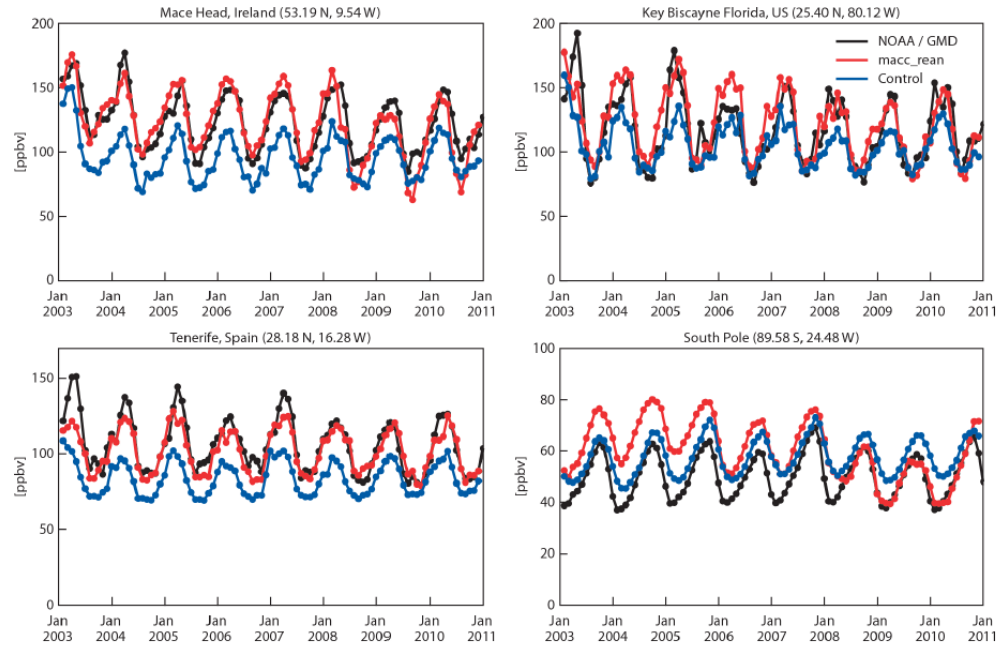 Mace Head, Ireland (53.19 N, 9.54 W)
200
150
100
50
0
[ppbv]
Jan Jan Jan Jan Jan Jan Jan Jan Jan
2003 2004 2005 2006 2007 2008 2009 2010 2011
Key Biscayne Florida, US (25.40 N, 80.12 W)
NOAA / GMD
macc_rean
Control
200
150
100
50
0
[ppbv]
Jan Jan Jan Jan Jan Jan Jan Jan Jan
2003 2004 2005 2006 2007 2008 2009 2010 2011
Tenerife, Spain (28.18 N, 16.28 W)
150
100
50
0
[ppbv]
Jan Jan Jan Jan Jan Jan Jan Jan Jan
2003 2004 2005 2006 2007 2008 2009 2010 2011
South Pole (89.58 S, 24.48 W)
100
80
60
40
20
0
[ppbv]
Jan Jan Jan Jan Jan Jan Jan Jan Jan
2003 2004 2005 2006 2007 2008 2009 2010 2011